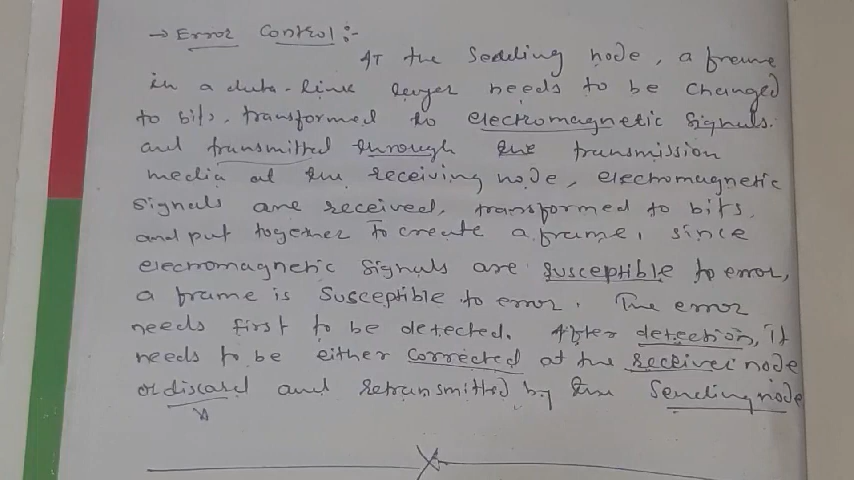 → Error Control :-
AT the Sedding node, a frame
in a data-link layer needs to be changed
to bits, transformed to electromagnetic signals.
and transmitted through the transmission
media at the receiving node, electromagnetic
signals are received, transformed to bits,
and put together to create a frame, since
elecromagnetic signals are susceptible to error,
a frame is susceptible to error. The error
needs first to be detected. After detection, it
needs to be either corrected at the receiver node
or discard and retransmitted by the Sending node